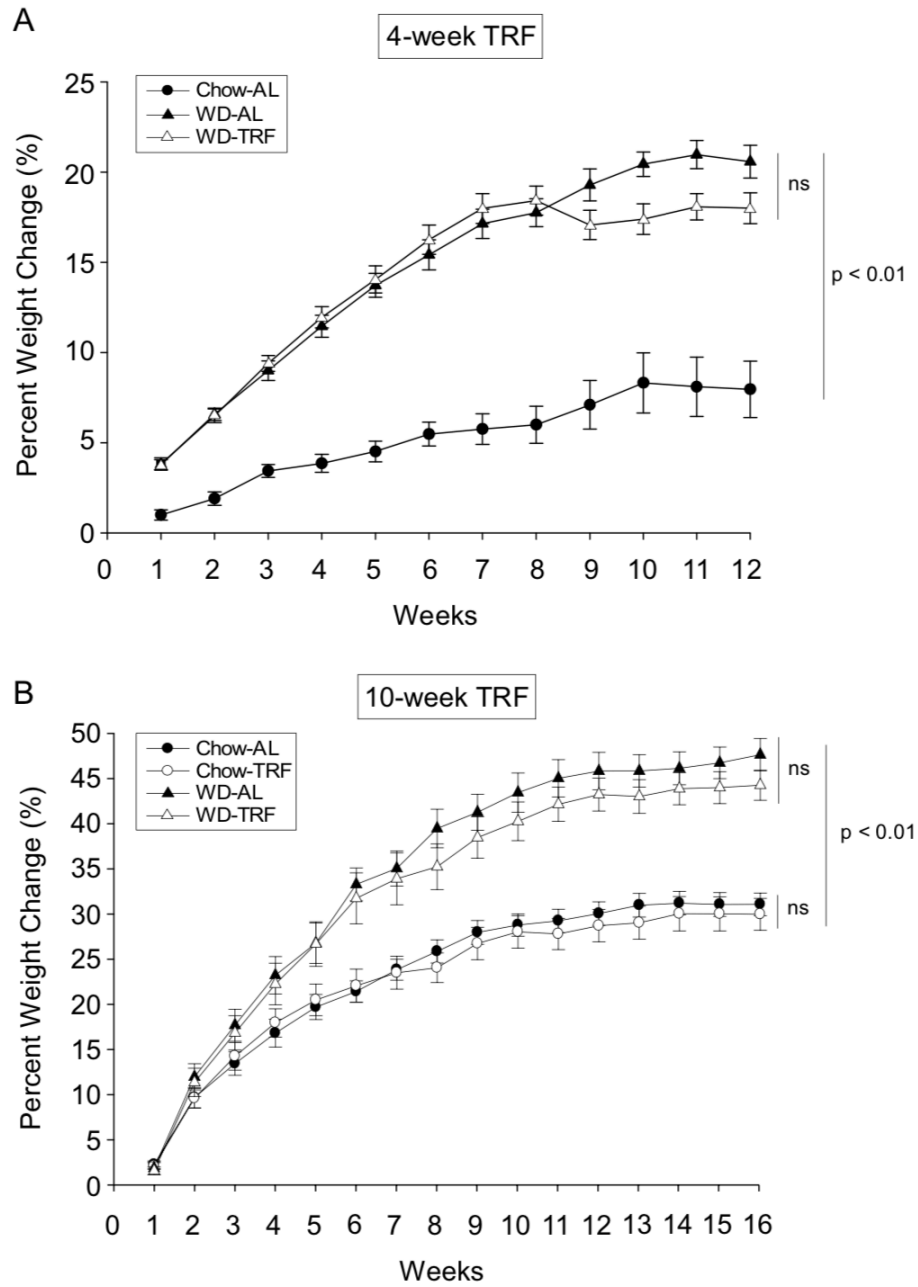 A
4-week TRF
Chow-AL
WD-AL
WD-TRF
25
20
15
10
5
0
Percent Weight Change (%)
ns
p < 0.01
0 1 2 3 4 5 6 7 8 9 10 11 12
Weeks
B
10-week TRF
Chow-AL
Chow-TRF
WD-AL
WD-TRF
50
45
40
35
30
25
20
15
10
5
0
Percent Weight Change (%)
ns
p < 0.01
ns
0 1 2 3 4 5 6 7 8 9 10 11 12 13 14 15 16
Weeks